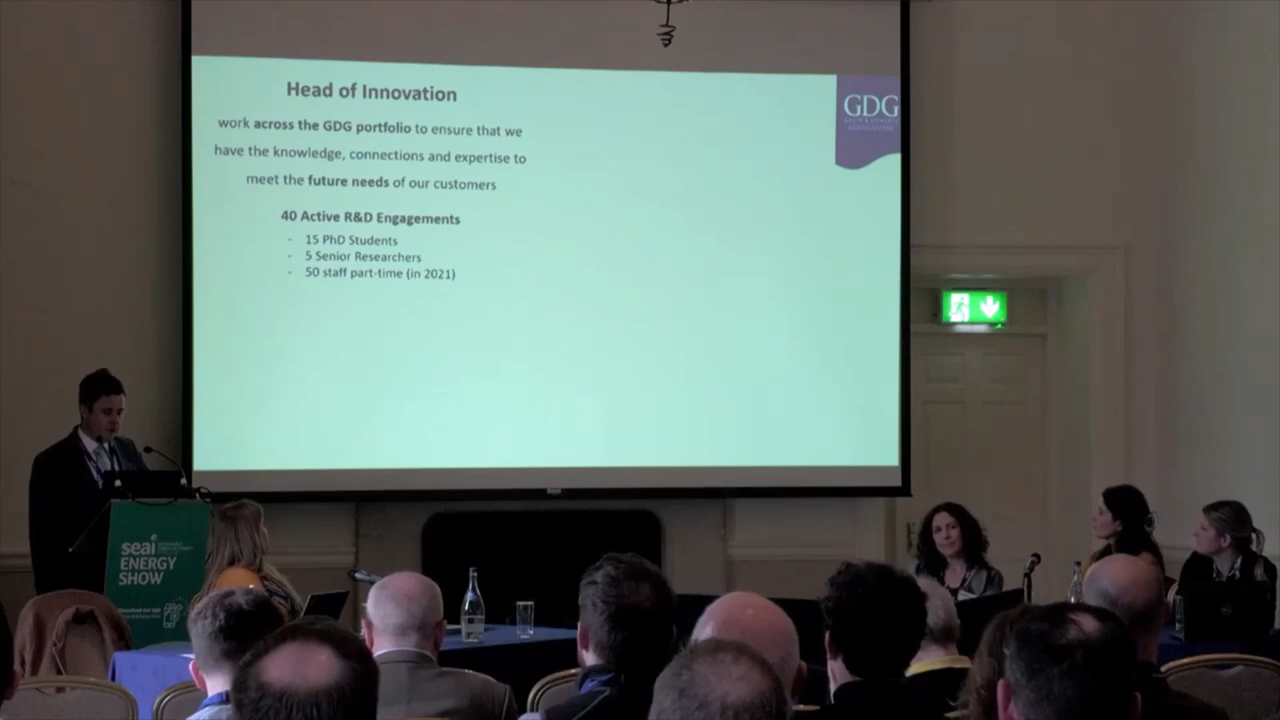 Head of Innovation
work across the GDG portfolio to ensure that we
have the knowledge, connections and expertise to
meet the future needs of our customers
40 Active R&D Engagements
· 15 PhD Students
· 5 Senior Researchers
· 50 staff part-time (in 2021)
GDG
seai
ENERGY
SHOW